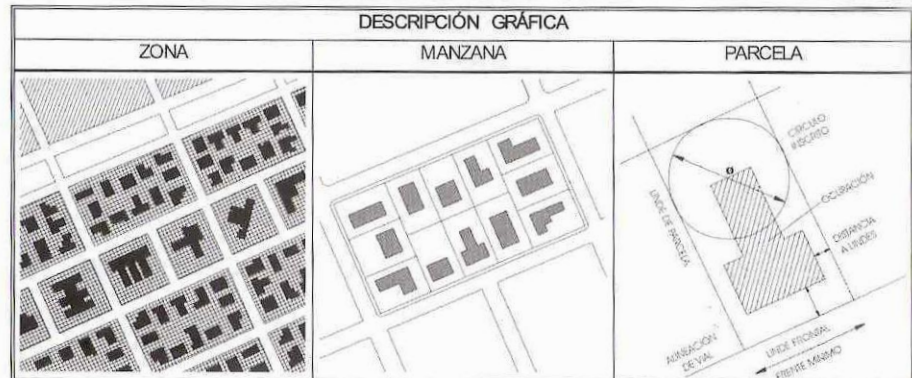 DESCRIPCIÓN GRÁFICA
ZONA
MANZANA
PARCELA
CÍRCULO
INSCRITO
Ø
OCUPACIÓN
LINDE DE PARCELA
DISTANCIA
A LINDES
ALINEACIÓN
DE VIAL
LINDE FRONTAL
FRENTE MÍNIMO